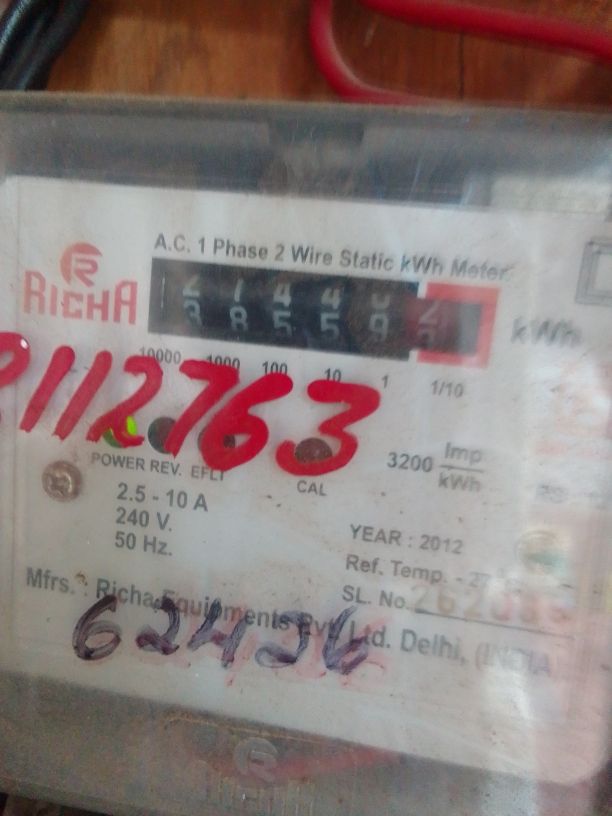 A.C. 1 Phase 2 Wire Static kWh Meter
RICHA
kWh
10000 1000 100 10 1 1/10
112763
POWER REV. EFLT
CAL
3200 Imp/kWh
2.5 - 10 A
240 V.
50 Hz.
YEAR : 2012
Ref. Temp. -
SL. No.
Mfrs. : Richa Equipments Pvt. Ltd. Delhi, (INDIA
62426